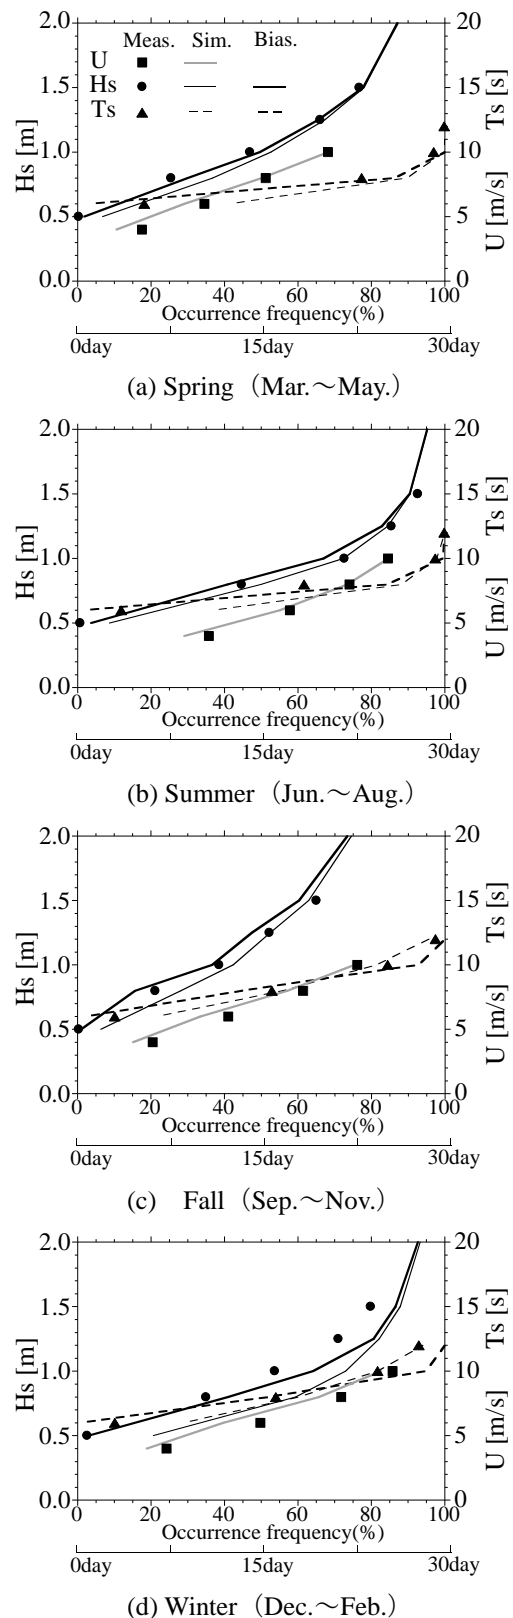 2.0
1.5
1.0
0.5
0.0
Hs [m]
Meas. Sim. Bias.
U
Hs
Ts
20
15
10
5
0
Ts [s]
U [m/s]
20 40 60 80 100
Occurrence frequency(%)
0day 15day 30day
(a) Spring（Mar.～May.）
2.0
1.5
1.0
0.5
0.0
Hs [m]
20
15
10
5
0
Ts [s]
U [m/s]
0 20 40 60 80 100
Occurrence frequency(%)
0day 15day 30day
(b) Summer（Jun.～Aug.）
2.0
1.5
1.0
0.5
0.0
Hs [m]
20
15
10
5
0
Ts [s]
U [m/s]
20 40 60 80 100
Occurrence frequency(%)
0day 15day 30day
(c)　Fall（Sep.～Nov.）
2.0
1.5
1.0
0.5
0.0
Hs [m]
20
15
10
5
0
Ts [s]
U [m/s]
0 20 40 60 80 100
Occurrence frequency(%)
0day 15day 30day
(d) Winter（Dec.～Feb.）